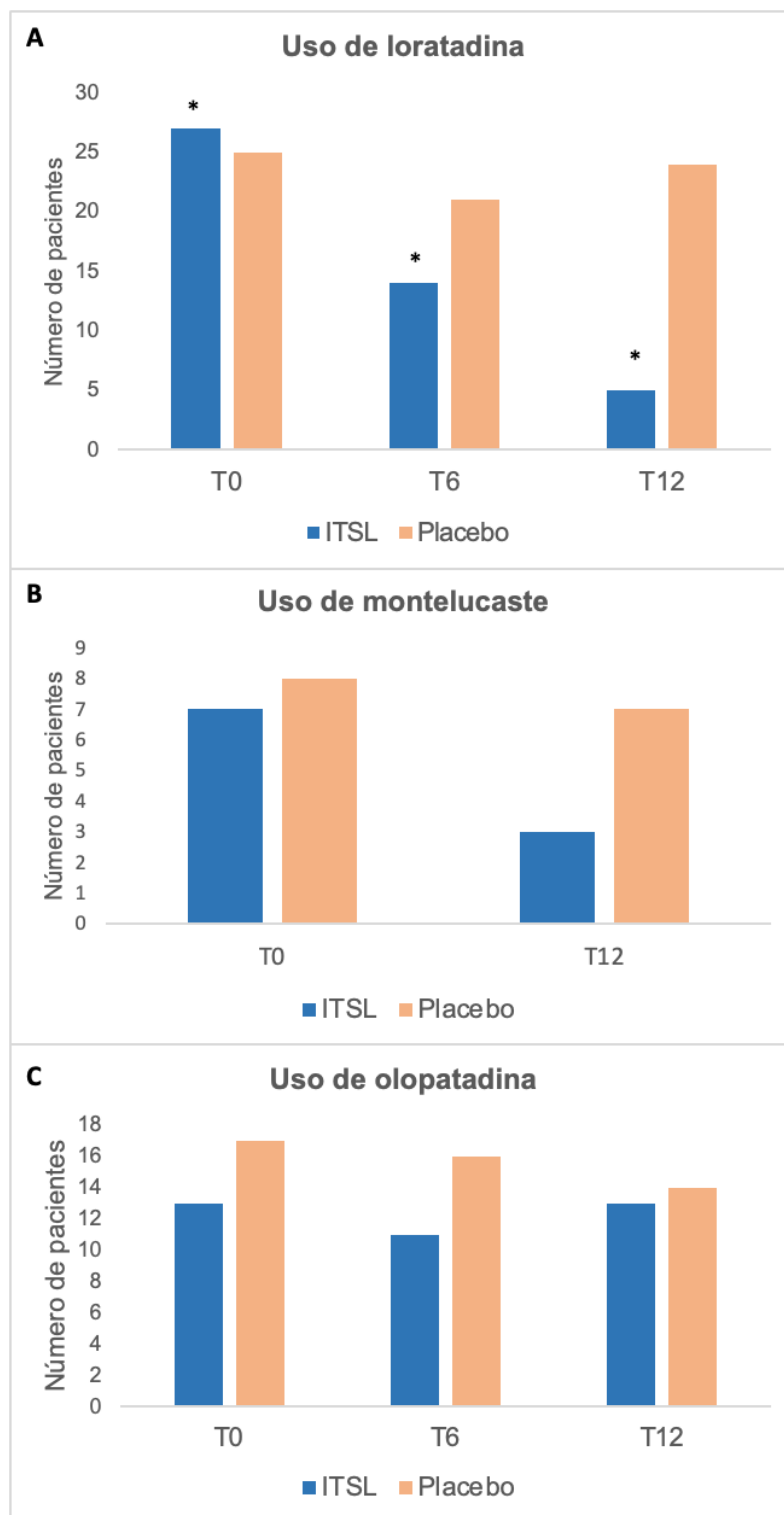 A
Uso de loratadina
Número de pacientes
30
25
20
15
10
5
0
*
*
*
T0 T6 T12
ITSL Placebo
B
Uso de montelucaste
Número de pacientes
9
8
7
6
5
4
3
2
1
0
T0 T12
ITSL Placebo
C
Uso de olopatadina
Número de pacientes
18
16
14
12
10
8
6
4
2
0
T0 T6 T12
ITSL Placebo